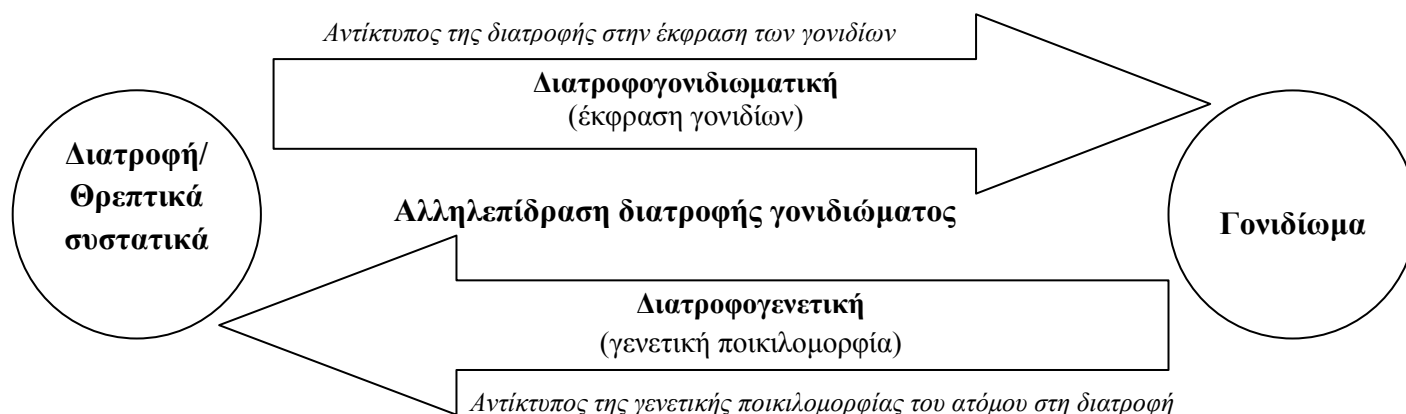 Αντίκτυπος της διατροφής στην έκφραση των γονιδίων
Διατροφογονιδιωματική
(έκφραση γονιδίων)
Διατροφή/
Θρεπτικά
συστατικά
Αλληλεπίδραση διατροφής γονιδιώματος
Γονιδίωμα
Διατροφογενετική
(γενετική ποικιλομορφία)
Αντίκτυπος της γενετικής ποικιλομορφίας του ατόμου στη διατροφή